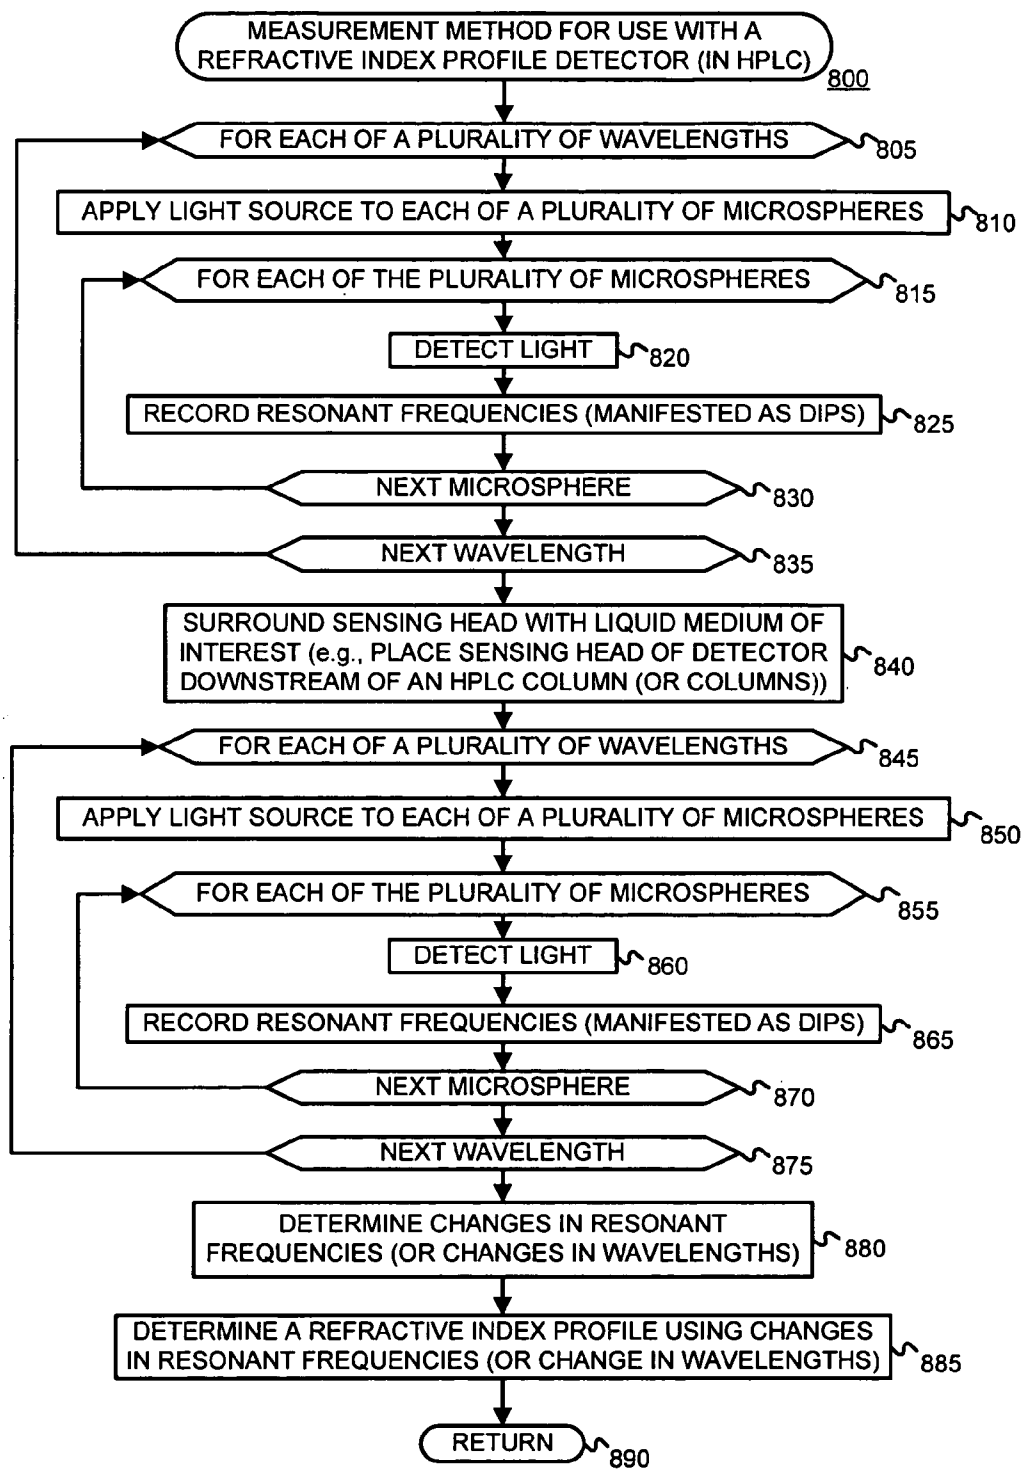 MEASUREMENT METHOD FOR USE WITH A
REFRACTIVE INDEX PROFILE DETECTOR (IN HPLC)
800
FOR EACH OF A PLURALITY OF WAVELENGTHS
805
APPLY LIGHT SOURCE TO EACH OF A PLURALITY OF MICROSPHERES
810
FOR EACH OF THE PLURALITY OF MICROSPHERES
815
DETECT LIGHT
820
RECORD RESONANT FREQUENCIES (MANIFESTED AS DIPS)
825
NEXT MICROSPHERE
830
NEXT WAVELENGTH
835
SURROUND SENSING HEAD WITH LIQUID MEDIUM OF
INTEREST (e.g., PLACE SENSING HEAD OF DETECTOR
DOWNSTREAM OF AN HPLC COLUMN (OR COLUMNS))
840
FOR EACH OF A PLURALITY OF WAVELENGTHS
845
APPLY LIGHT SOURCE TO EACH OF A PLURALITY OF MICROSPHERES
850
FOR EACH OF THE PLURALITY OF MICROSPHERES
855
DETECT LIGHT
860
RECORD RESONANT FREQUENCIES (MANIFESTED AS DIPS)
865
NEXT MICROSPHERE
870
NEXT WAVELENGTH
875
DETERMINE CHANGES IN RESONANT
FREQUENCIES (OR CHANGES IN WAVELENGTHS)
880
DETERMINE A REFRACTIVE INDEX PROFILE USING CHANGES
IN RESONANT FREQUENCIES (OR CHANGE IN WAVELENGTHS)
885
RETURN
890